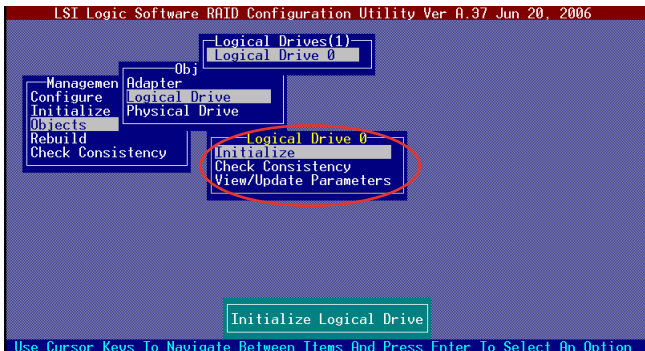 LSI Logic Software RAID Configuration Utility Ver A.37 Jun 20, 2006
Logical Drives(1)
Logical Drive 0
Obj
Adapter
Logical Drive
Physical Drive
Managemen
Configure
Initialize
Objects
Rebuild
Check Consistency
Logical Drive 0
Initialize
Check Consistency
View/Update Parameters
Initialize Logical Drive
Use Cursor Keys To Navigate Between Items And Press Enter To Select An Option